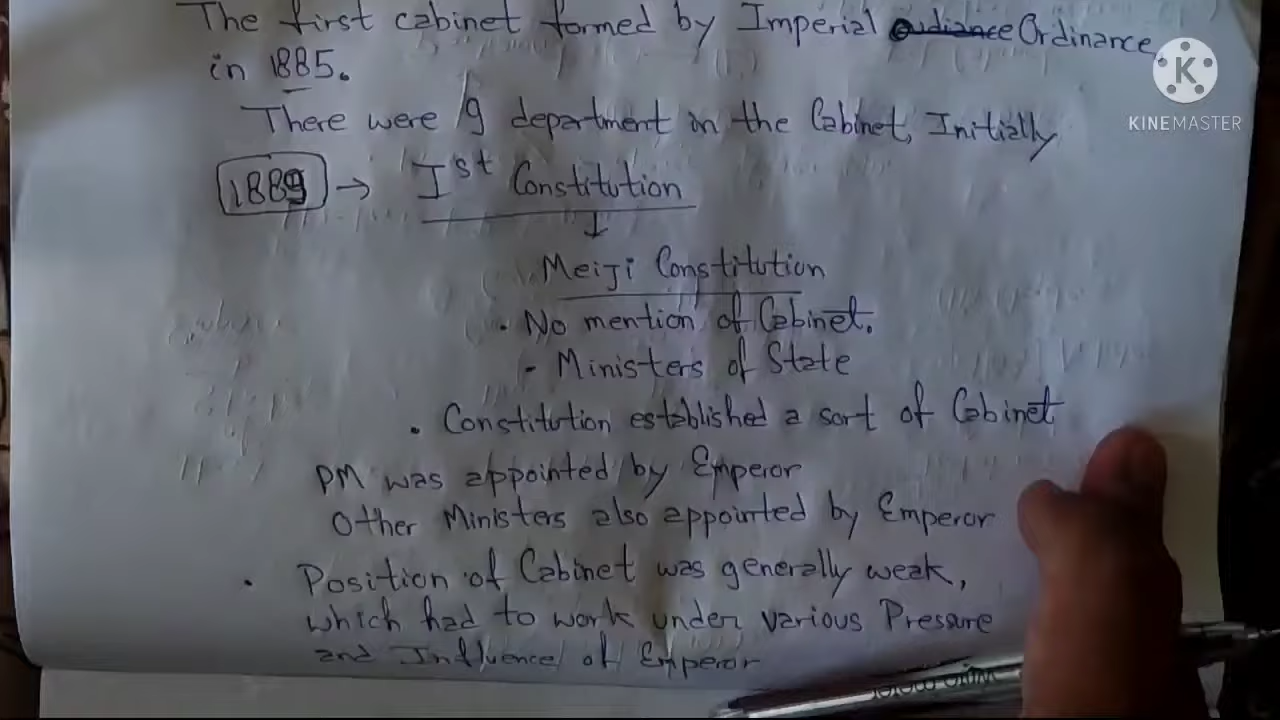 The first cabinet formed by Imperial Ordinance
in 1885.
There were 9 department in the Cabinet, Initially
1889 → Ist Constitution
↓
Meiji Constitution
· No mention of Cabinet.
- Ministers of State
. Constitution established a sort of Cabinet
PM was appointed by Emperor
Other Ministers also appointed by Emperor
· Position of Cabinet was generally weak,
which had to work under various Pressure
and Influence of Emperor
K
KINEMASTER